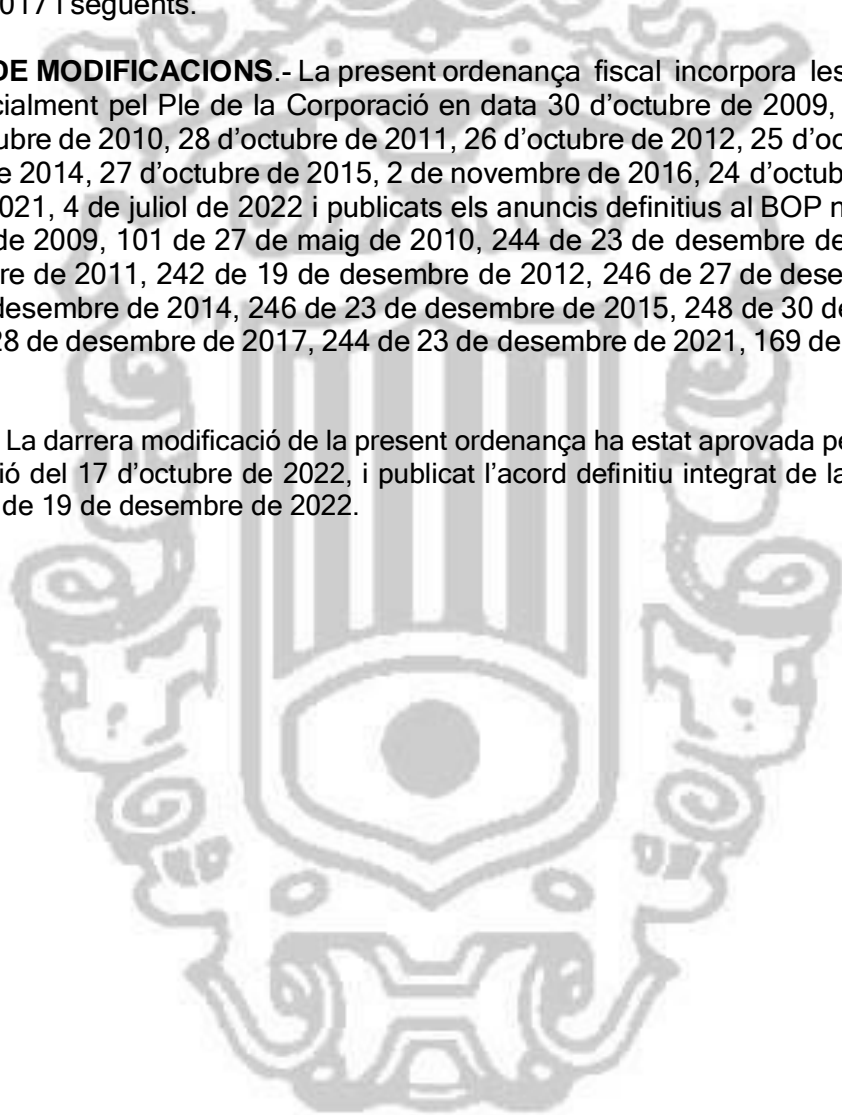 017 i següents.
DE MODIFICACIONS.- La present ordenança fiscal incorpora les
cialment pel Ple de la Corporació en data 30 d'octubre de 2009,
ubre de 2010, 28 d'octubre de 2011, 26 d'octubre de 2012, 25 d'oc
e 2014, 27 d'octubre de 2015, 2 de novembre de 2016, 24 d'octub
021, 4 de juliol de 2022 i publicats els anuncis definitius al BOP n
de 2009, 101 de 27 de maig de 2010, 244 de 23 de desembre de
re de 2011, 242 de 19 de desembre de 2012, 246 de 27 de dese
desembre de 2014, 246 de 23 de desembre de 2015, 248 de 30 de
28 de desembre de 2017, 244 de 23 de desembre de 2021, 169 de
La darrera modificació de la present ordenança ha estat aprovada pe
ió del 17 d'octubre de 2022, i publicat l'acord definitiu integrat de la
de 19 de desembre de 2022.